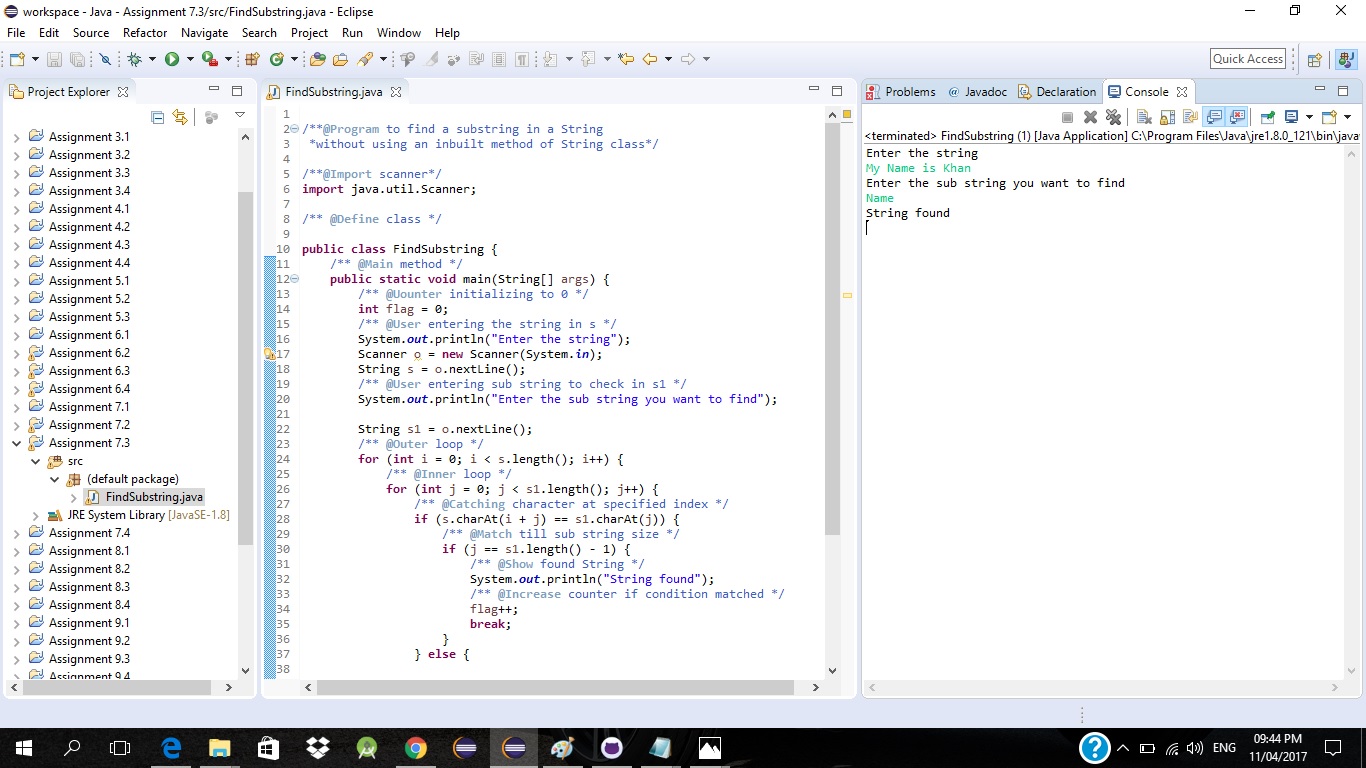 workspace - Java - Assignment 7.3/src/FindSubstring.java - Eclipse
File Edit Source Refactor Navigate Search Project Run Window Help
Quick Access
Project Explorer
Assignment 3.1
Assignment 3.2
Assignment 3.3
Assignment 3.4
Assignment 4.1
Assignment 4.2
Assignment 4.3
Assignment 4.4
Assignment 5.1
Assignment 5.2
Assignment 5.3
Assignment 6.1
Assignment 6.2
Assignment 6.3
Assignment 6.4
Assignment 7.1
Assignment 7.2
Assignment 7.3
src
(default package)
FindSubstring.java
JRE System Library [JavaSE-1.8]
Assignment 7.4
Assignment 8.1
Assignment 8.2
Assignment 8.3
Assignment 8.4
Assignment 9.1
Assignment 9.2
Assignment 9.3
Assignment 9.4
FindSubstring.java
1
2 /**@Program to find a substring in a String
3 *without using an inbuilt method of String class*/
4
5 /**@Import scanner*/
6 import java.util.Scanner;
7
8 /** @Define class */
9
10 public class FindSubstring {
11 /** @Main method */
12 public static void main(String[] args) {
13 /** @Uounter initializing to 0 */
14 int flag = 0;
15 /** @User entering the string in s */
16 System.out.println("Enter the string");
17 Scanner o = new Scanner(System.in);
18 String s = o.nextLine();
19 /** @User entering sub string to check in s1 */
20 System.out.println("Enter the sub string you want to find");
21
22 String s1 = o.nextLine();
23 /** @Outer loop */
24 for (int i = 0; i < s.length(); i++) {
25 /** @Inner loop */
26 for (int j = 0; j < s1.length(); j++) {
27 /** @Catching character at specified index */
28 if (s.charAt(i + j) == s1.charAt(j)) {
29 /** @Match till sub string size */
30 if (j == s1.length() - 1) {
31 /** @Show found String */
32 System.out.println("String found");
33 /** @Increase counter if condition matched */
34 flag++;
35 break;
36 }
37 } else {
38
Problems @ Javadoc Declaration Console
<terminated> FindSubstring (1) [Java Application] C:\Program Files\Java\jre1.8.0_121\bin\java
Enter the string
My Name is Khan
Enter the sub string you want to find
Name
String found
ENG
09:44 PM
11/04/2017